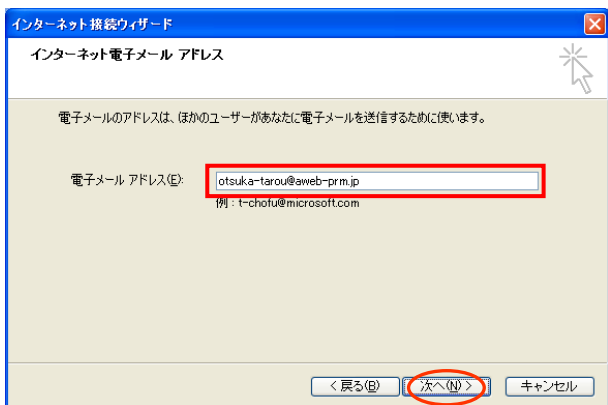 インターネット接続ウィザード
インターネット電子メール アドレス
電子メールのアドレスは、ほかのユーザーがあなたに電子メールを送信するために使います。
電子メール アドレス(E):
otsuka-tarou@aweb-prm.jp
例 : t-chofu@microsoft.com
< 戻る(B)
次へ(N) >
キャンセル